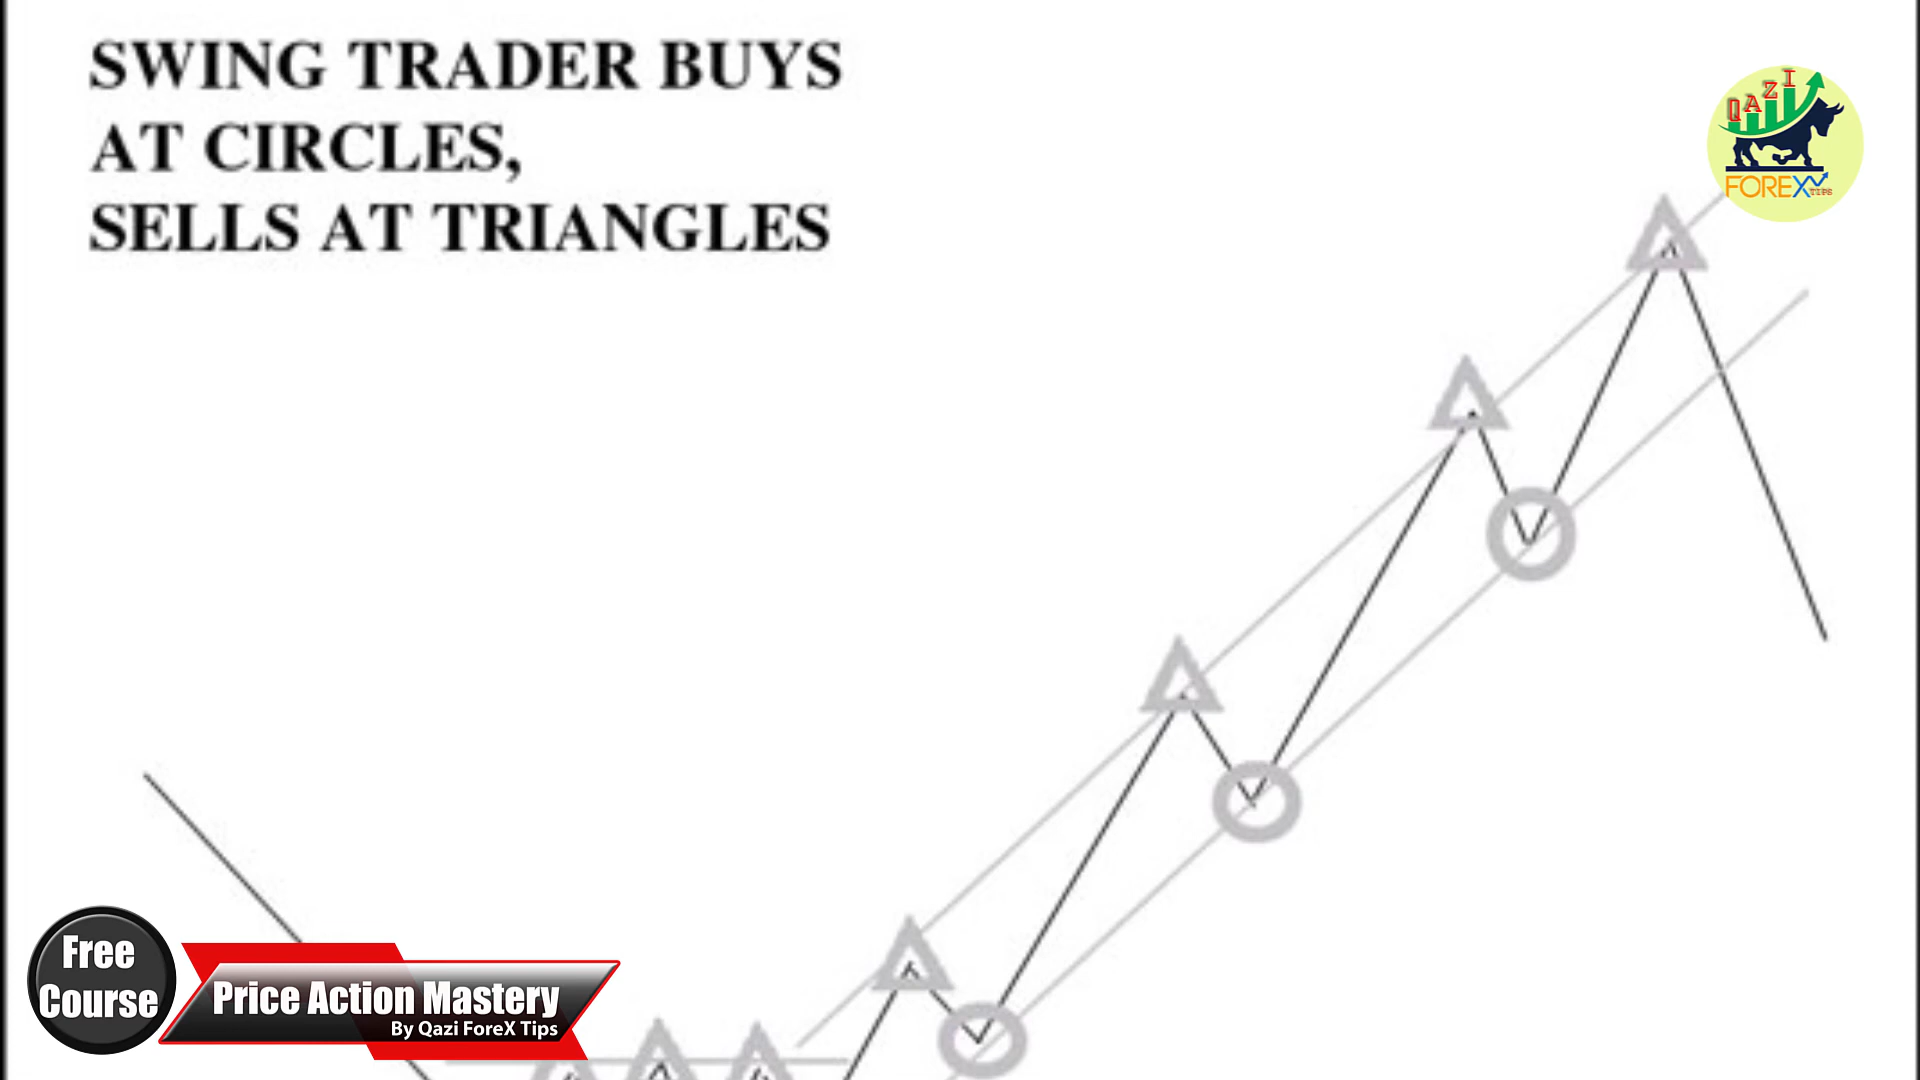 SWING TRADER BUYS
AT CIRCLES,
SELLS AT TRIANGLES
QAZI
FOREX
TIPS
Free
Course
Price Action Mastery
By Qazi ForeX Tips